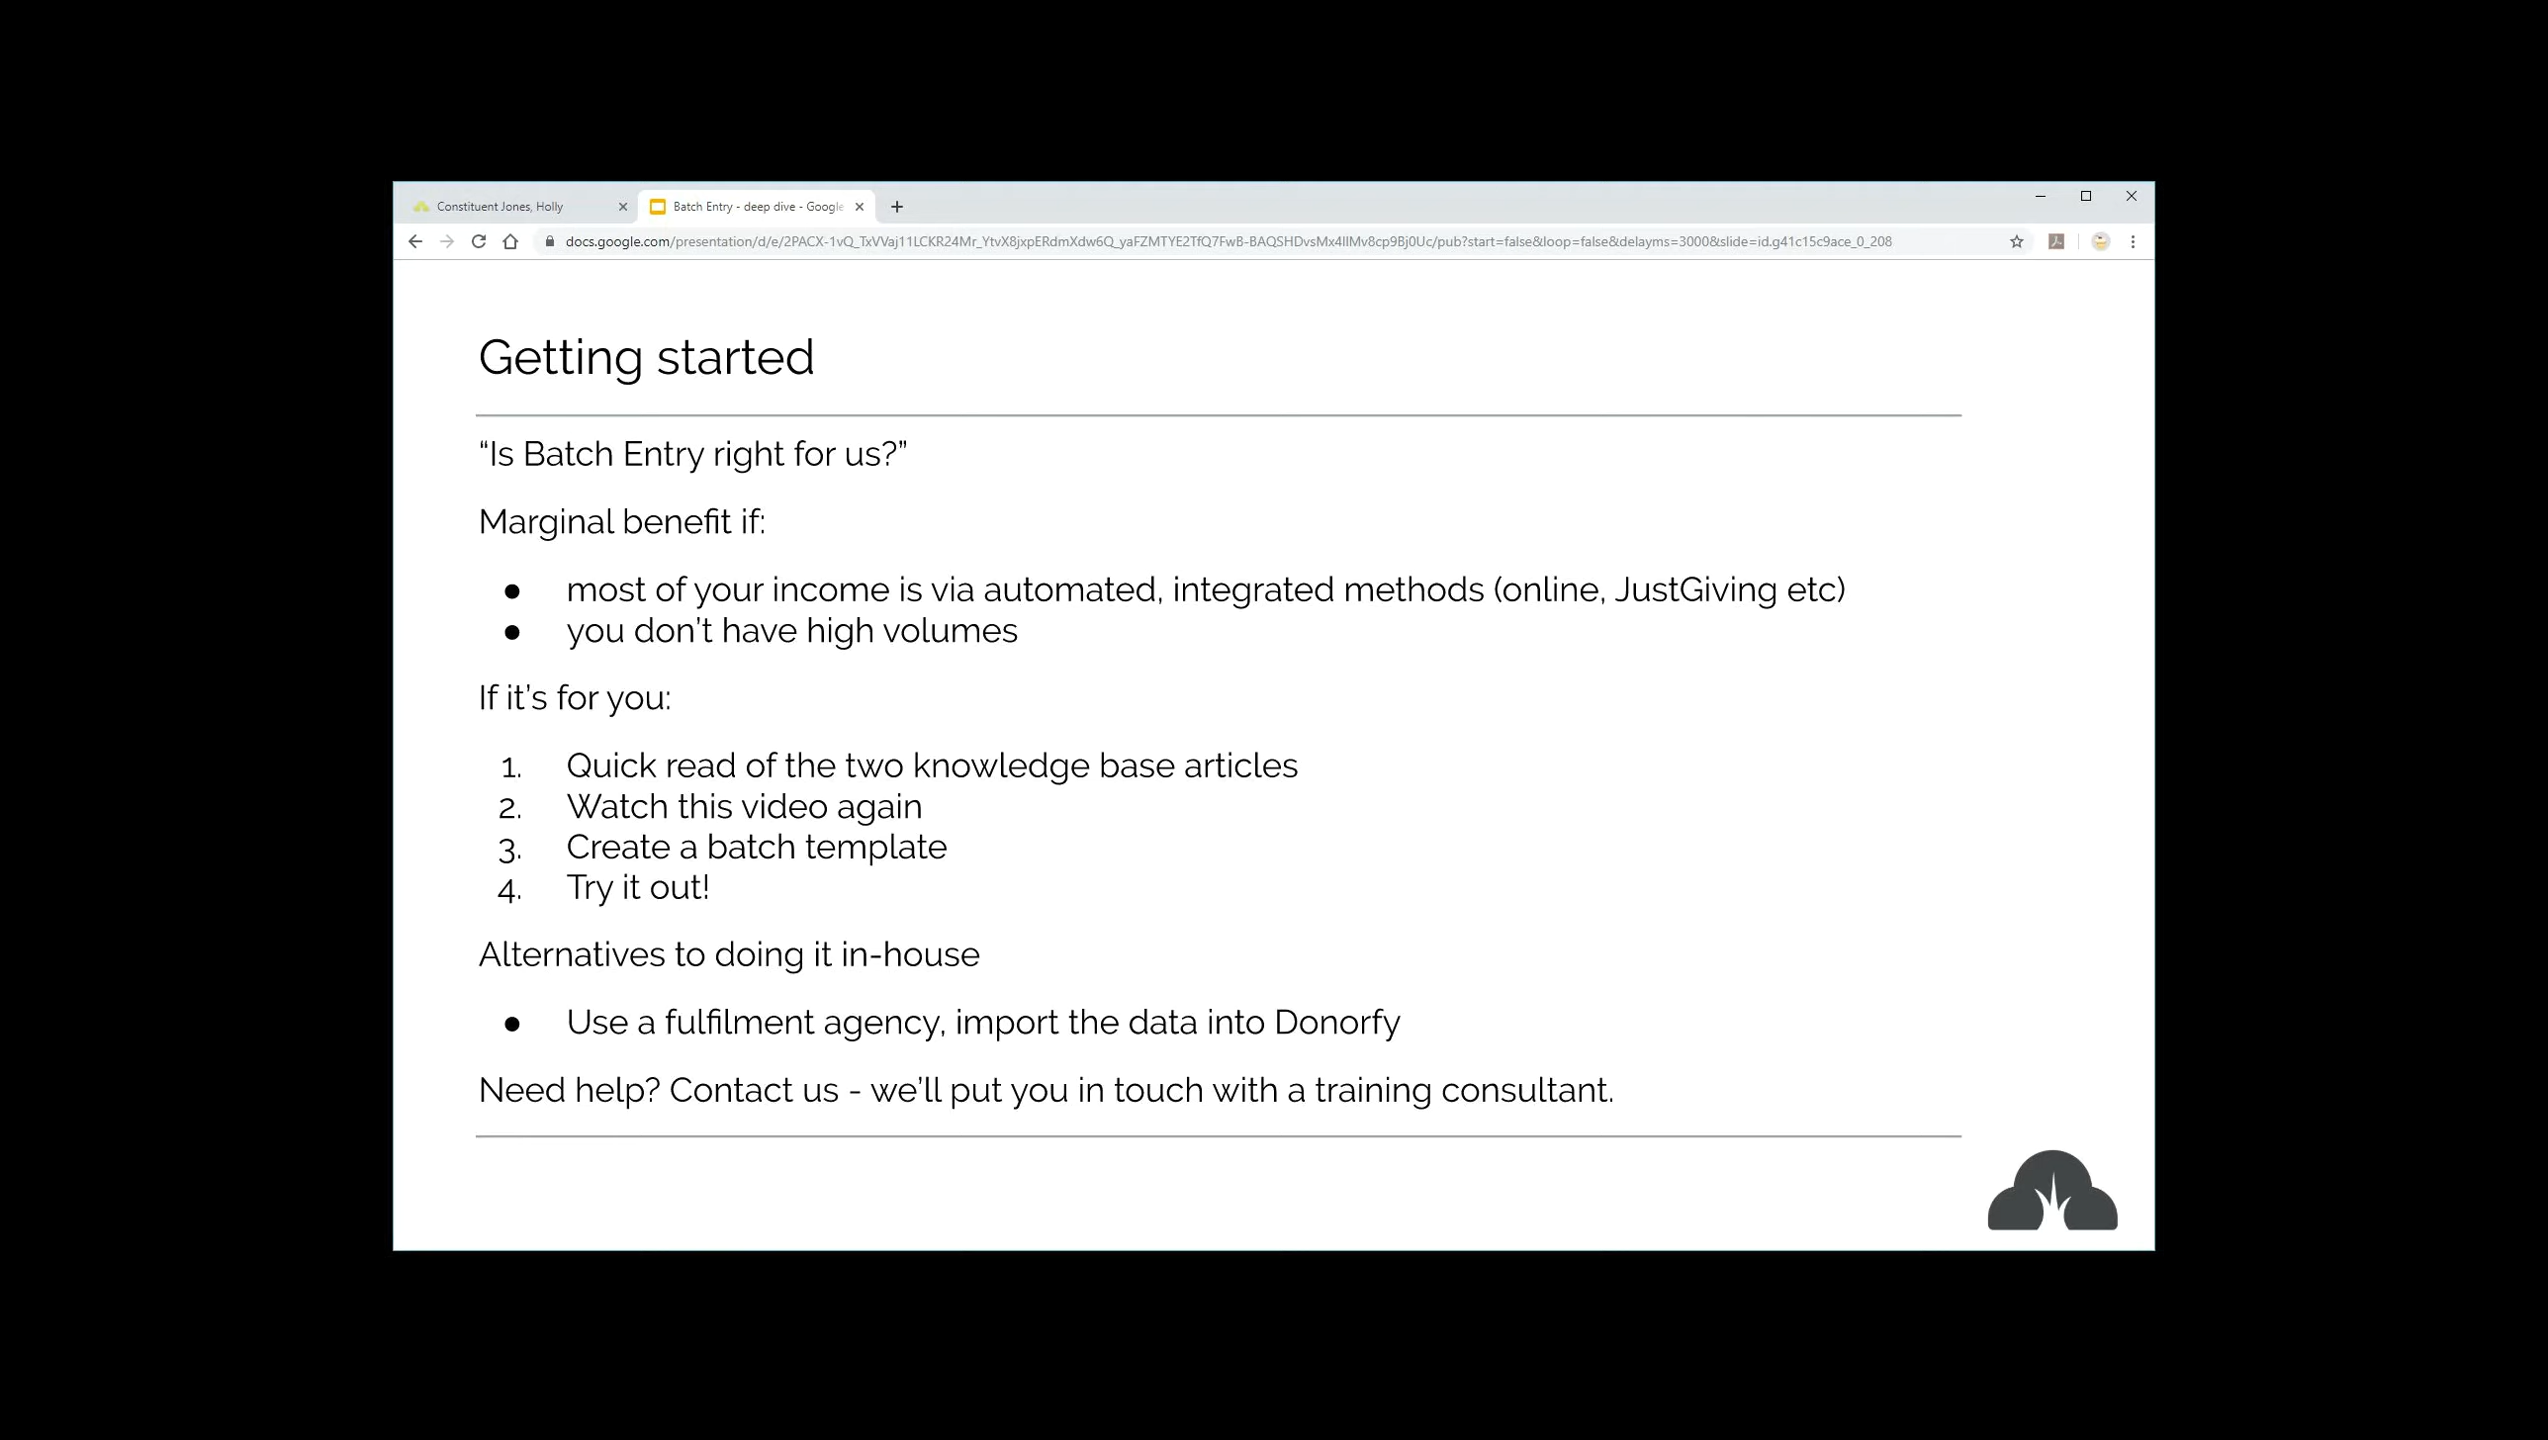 Constituent Jones, Holly
Batch Entry - deep dive - Google
docs.google.com/presentation/d/e/2PACX-1vQ_TxVVaj11LCKR24Mr_YtvX8jxpERdmXdw6Q_yaFZMTYE2TfQ7FwB-BAQSHDvsMx4IIMv8cp9Bj0Uc/pub?start=false&loop=false&delayms=3000&slide=id.g41c15c9ace_0_208
Getting started
“Is Batch Entry right for us?”
Marginal benefit if:
● most of your income is via automated, integrated methods (online, JustGiving etc)
● you don’t have high volumes
If it’s for you:
1. Quick read of the two knowledge base articles
2. Watch this video again
3. Create a batch template
4. Try it out!
Alternatives to doing it in-house
● Use a fulfilment agency, import the data into Donorfy
Need help? Contact us - we’ll put you in touch with a training consultant.